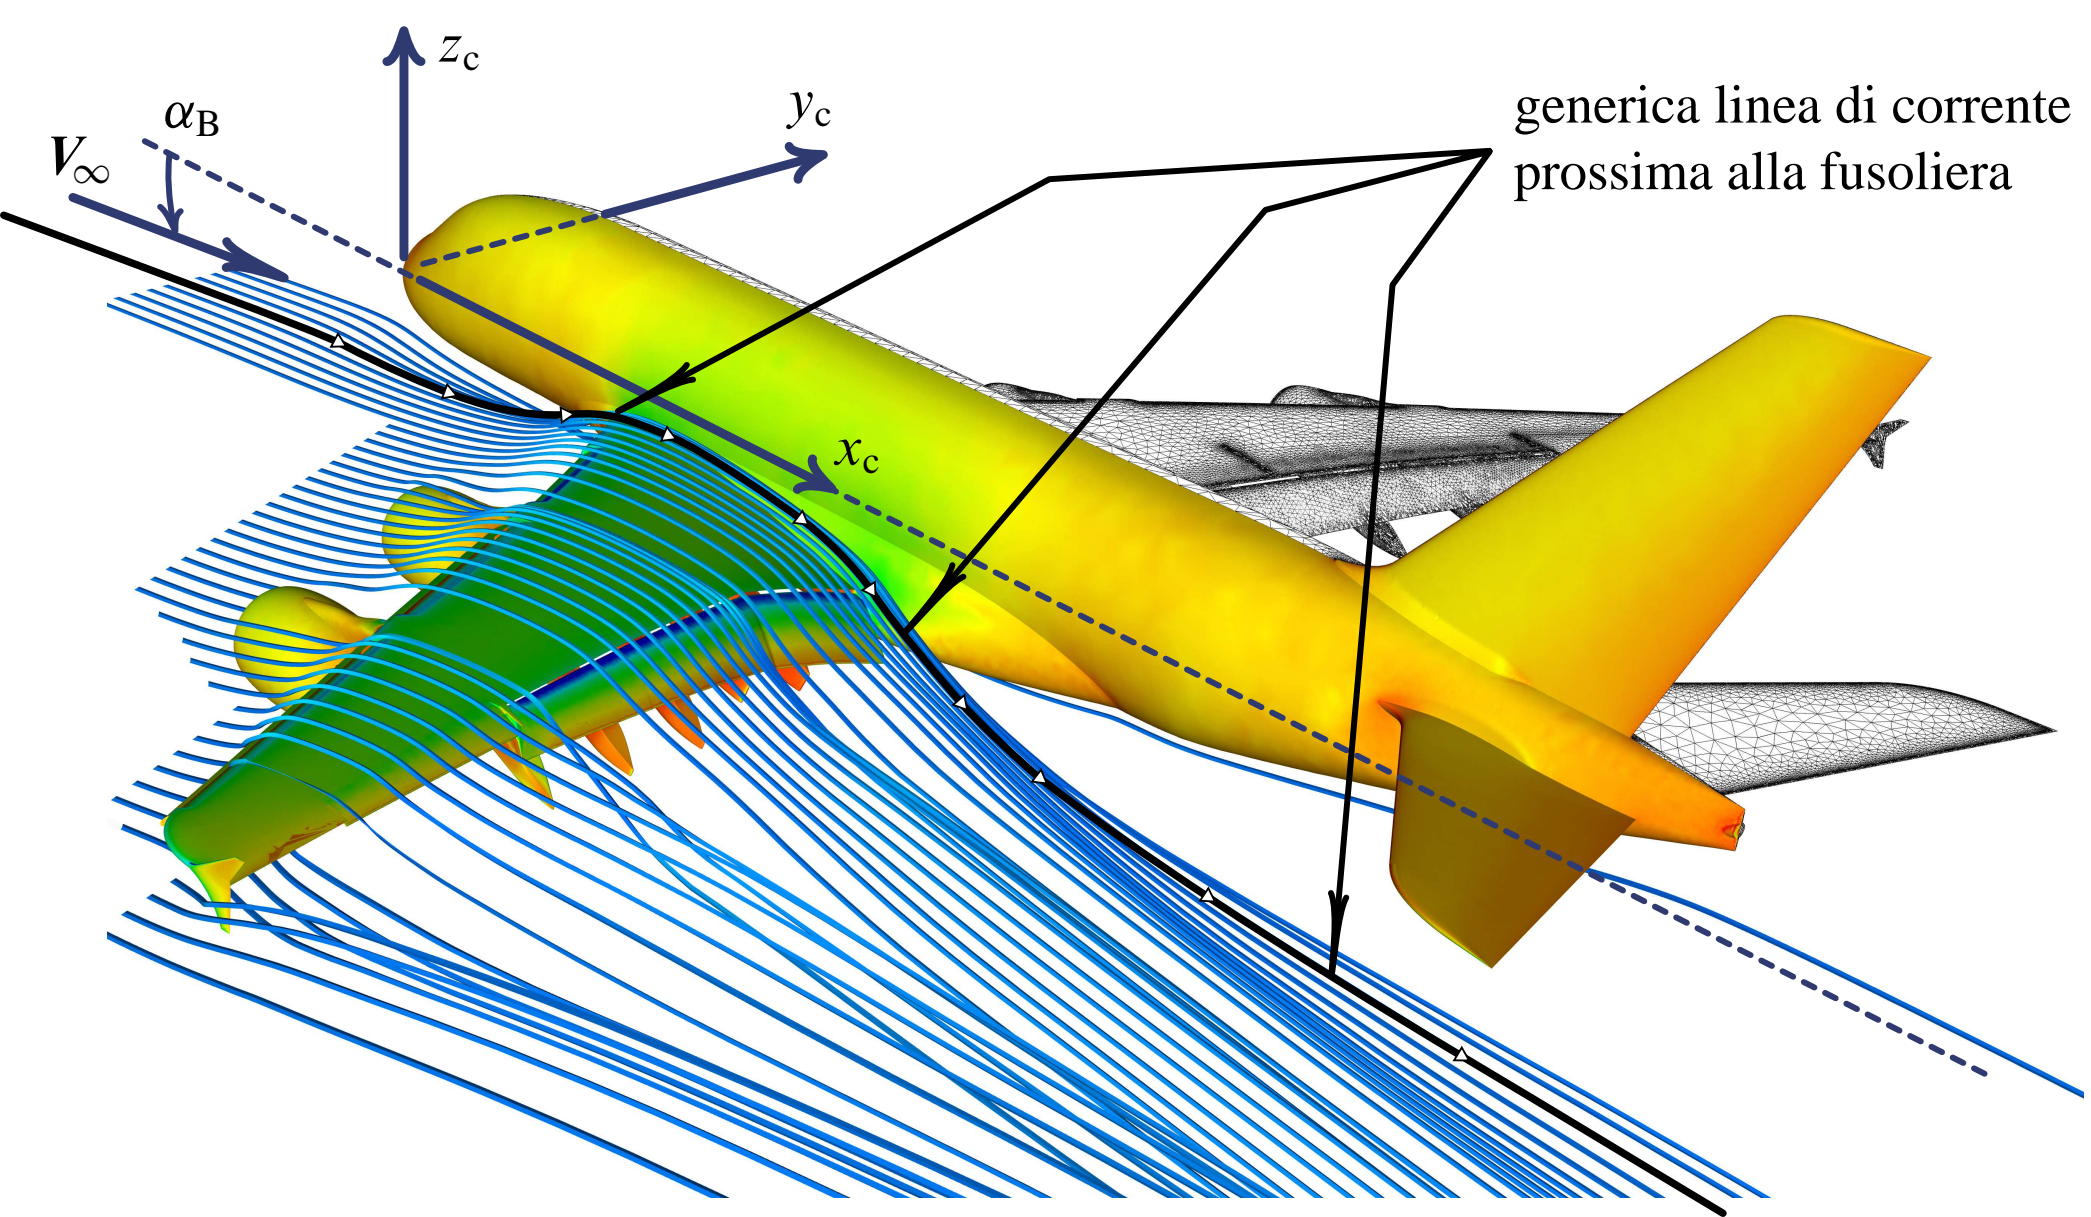 z_c
y_c
α_B
V_∞
generica linea di corrente
prossima alla fusoliera
x_c